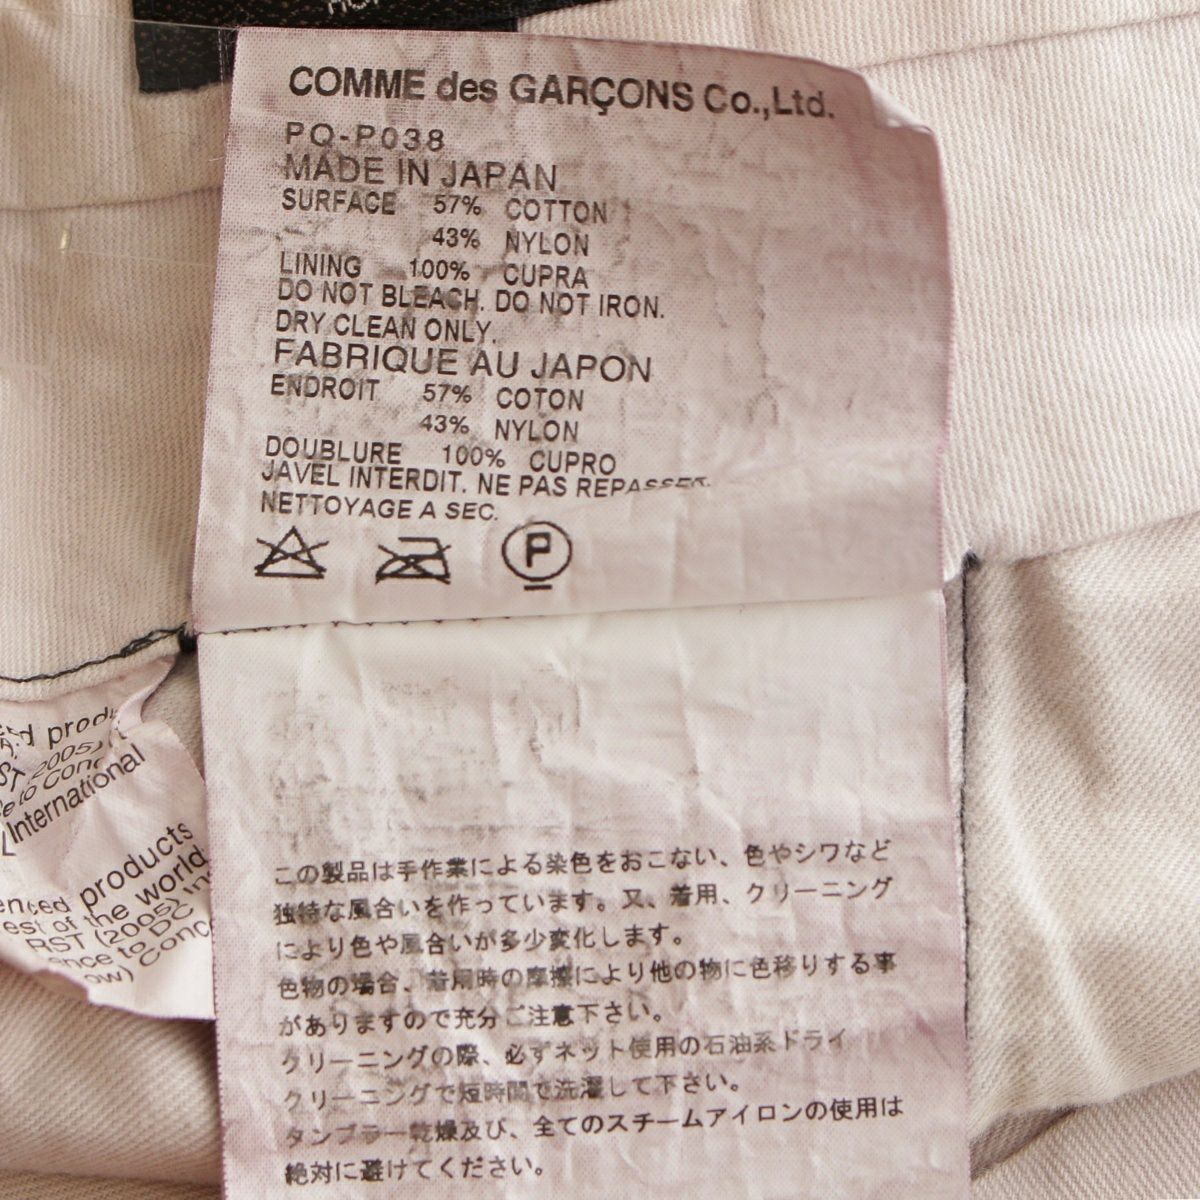 COMME des GARÇONS Co.,Ltd.
PQ-P038
MADE IN JAPAN
SURFACE 57% COTTON
43% NYLON
LINING 100% CUPRA
DO NOT BLEACH. DO NOT IRON.
DRY CLEAN ONLY.
FABRIQUE AU JAPON
ENDROIT 57% COTON
43% NYLON
DOUBLURE 100% CUPRO
JAVEL INTERDIT. NE PAS REPASSER.
NETTOYAGE A SEC.
P
この製品は手作業による染色をおこない、色やシワなど
独特な風合いを作っています。又、着用、クリーニング
により色や風合いが多少変化します。
色物の場合、着用時の摩擦により他の物に色移りする事
がありますので充分ご注意下さい。
クリーニングの際、必ずネット使用の石油系ドライ
クリーニングで短時間で洗濯して下さい。
タンブラー乾燥及び、全てのスチームアイロンの使用は
絶対に避けてください。
International
products
est of the world
RST (2005)
ence to DC
ow)